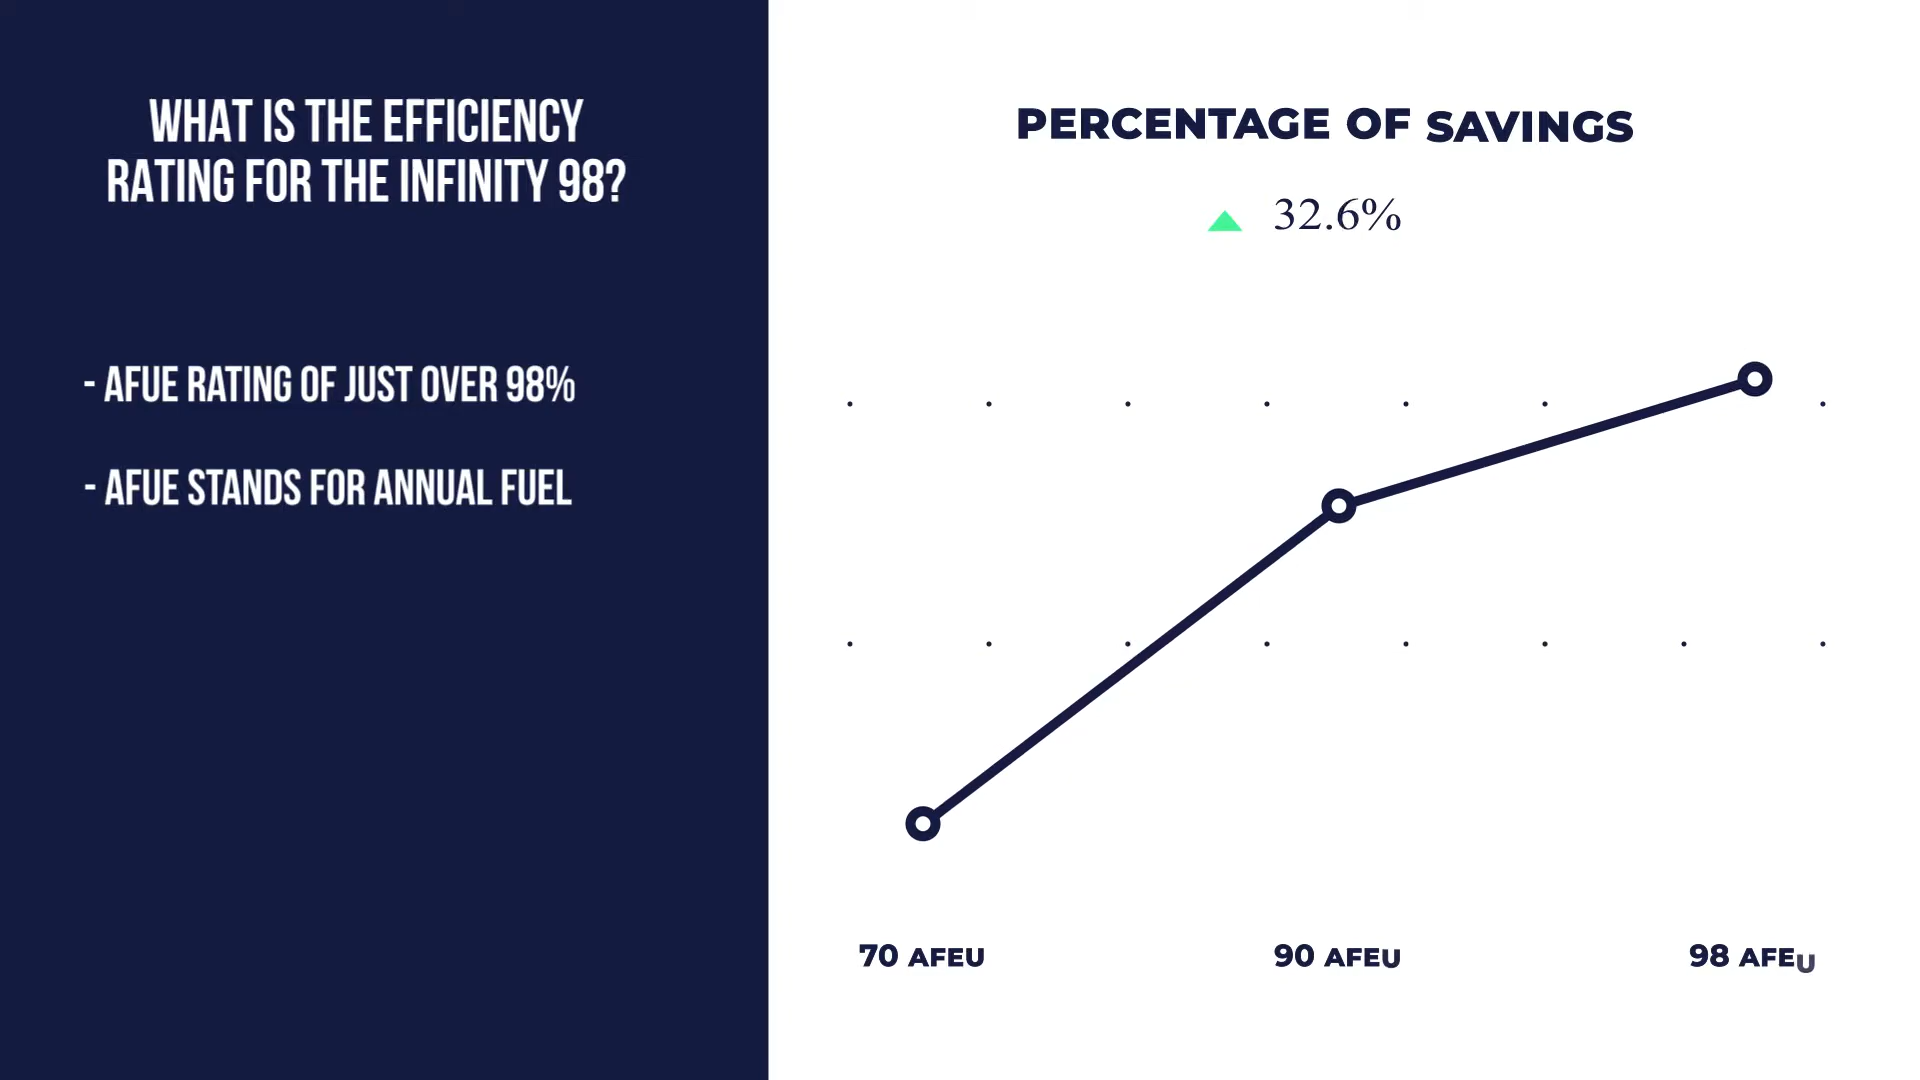 WHAT IS THE EFFICIENCY
RATING FOR THE INFINITY 98?
- AFUE RATING OF JUST OVER 98%
- AFUE STANDS FOR ANNUAL FUEL
PERCENTAGE OF SAVINGS
32.6%
70 AFEU
90 AFEU
98 AFEU